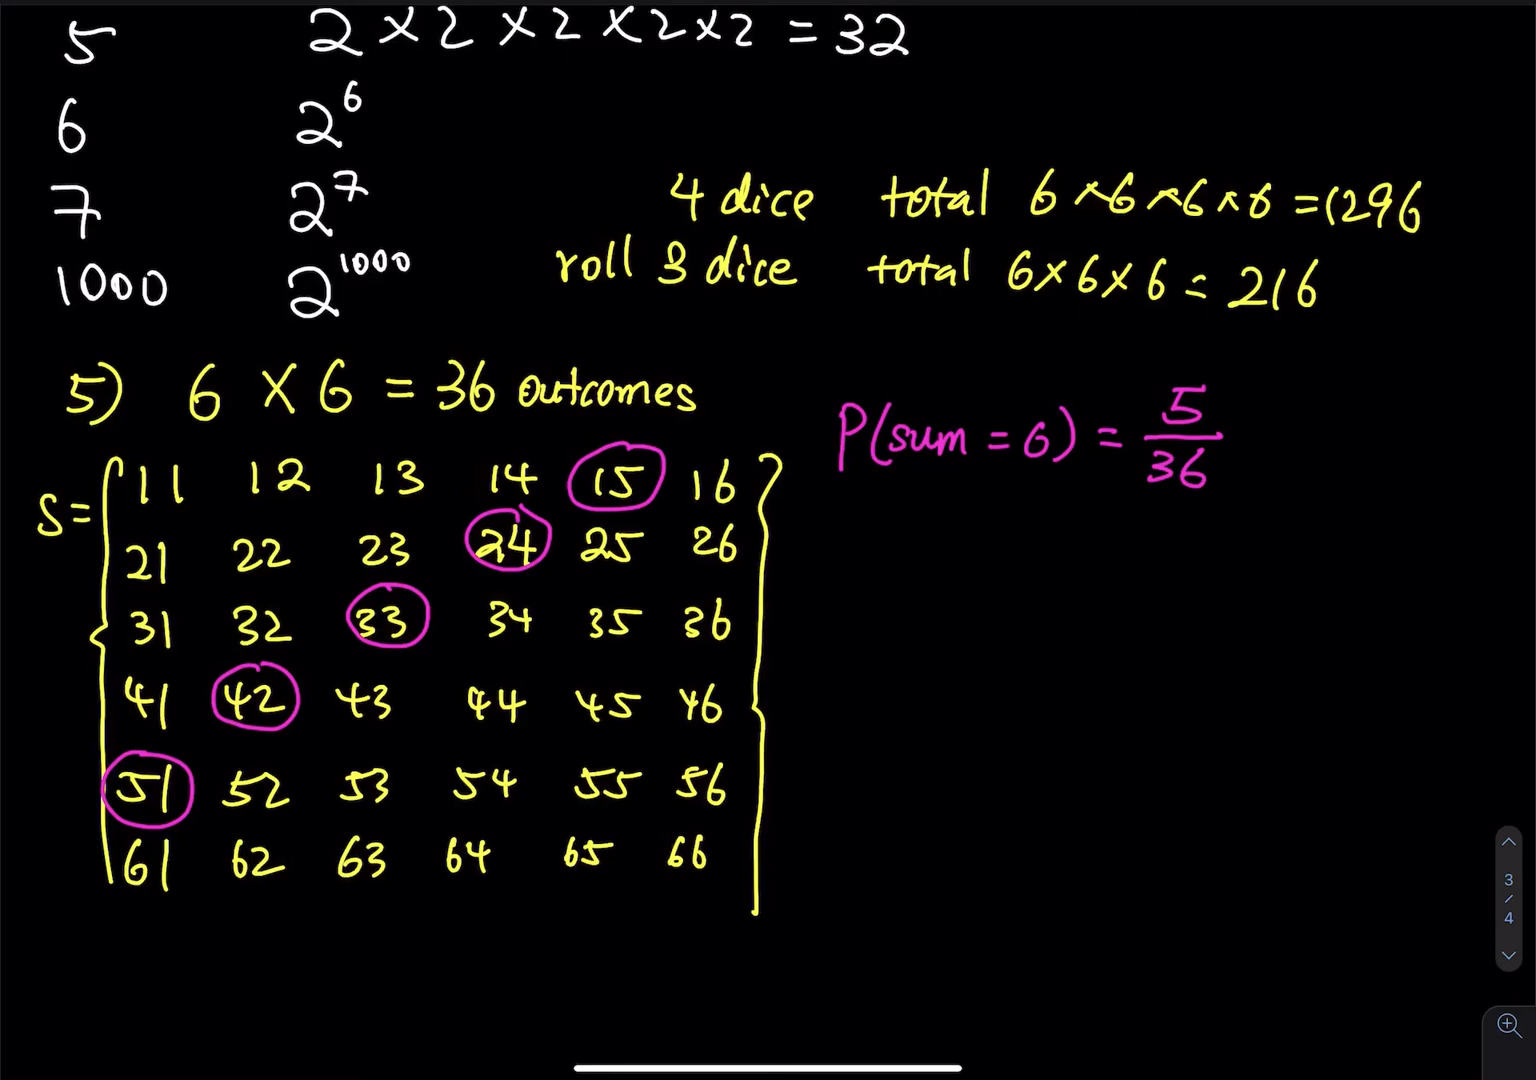 5 2 × 2 × 2 × 2 × 2 = 32
6 2^6
7 2^7
4 dice total 6 × 6 × 6 × 6 = 1296
1000 2^1000
roll 3 dice total 6 × 6 × 6 = 216
5) 6 × 6 = 36 outcomes
P(sum = 6) = 5/36
S = { 11 12 13 14 15 16 }
21 22 23 24 25 26
31 32 33 34 35 36
41 42 43 44 45 46
51 52 53 54 55 56
61 62 63 64 65 66
3
/
4